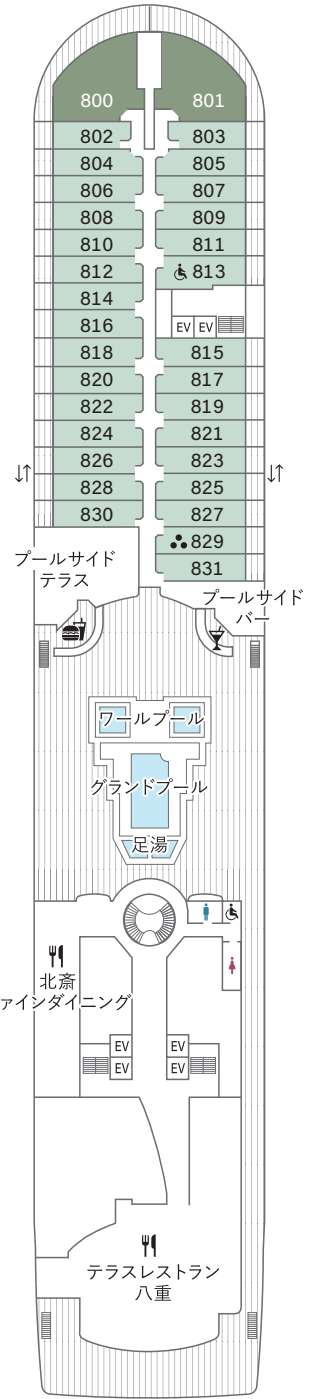 800 801
802 803
804 805
806 807
808 809
810 811
812 813
814
816 EV EV
818 815
820 817
822 819
824 821
826 823
828 825
830 827
829
831
プールサイド
テラス
プールサイド
バー
ワールプール
グランドプール
足湯
北斎
ァインダイニング
EV EV
EV EV
テラスレストラン
八重